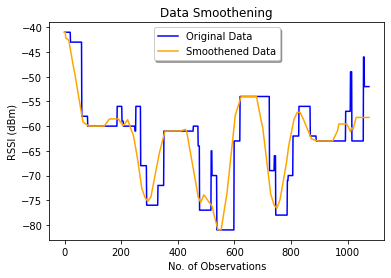 Data Smoothening
Original Data
Smoothened Data
RSSI (dBm)
−40
−45
−50
−55
−60
−65
−70
−75
−80
0 200 400 600 800 1000
No. of Observations